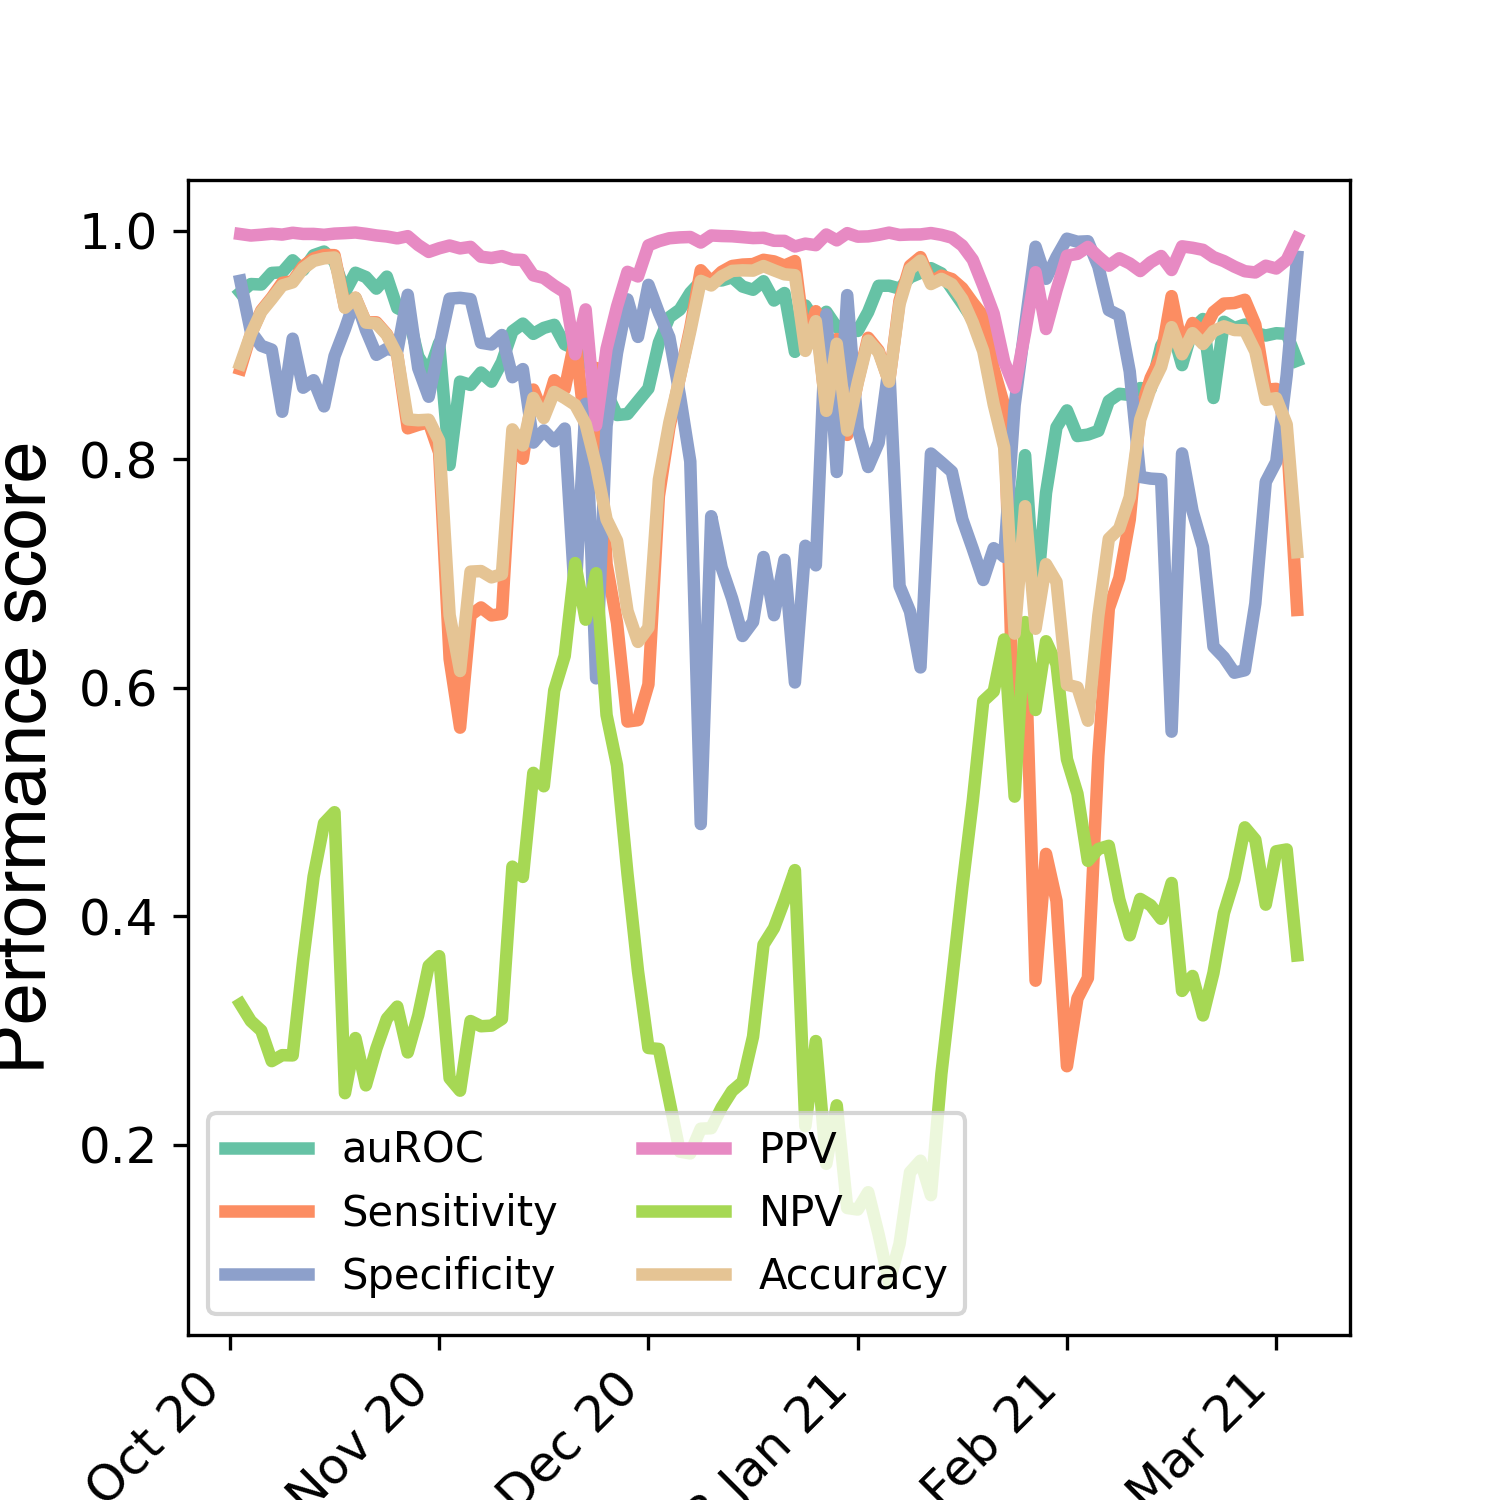 1.0
0.8
0.6
0.4
0.2
Performance score
auROC
Sensitivity
Specificity
PPV
NPV
Accuracy
Oct 20
Nov 20
Dec 20
Jan 21
Feb 21
Mar 21